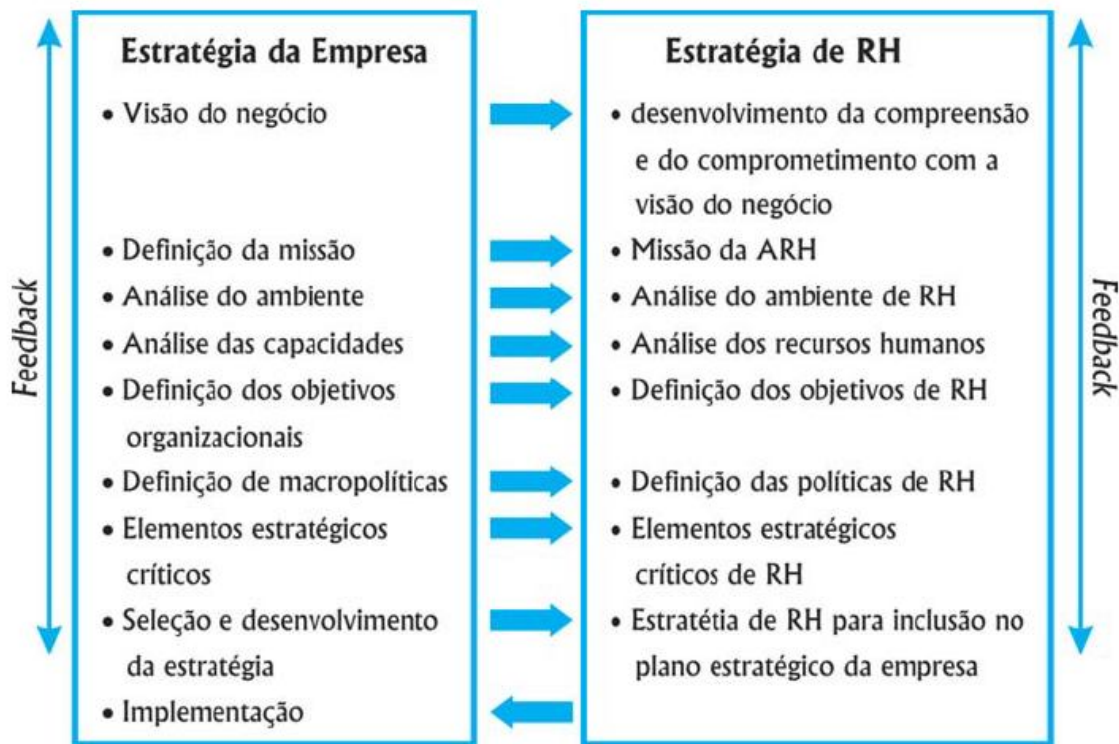 Estratégia da Empresa
• Visão do negócio
• Definição da missão
• Análise do ambiente
• Análise das capacidades
• Definição dos objetivos
organizacionais
• Definição de macropolíticas
• Elementos estratégicos
críticos
• Seleção e desenvolvimento
da estratégia
• Implementação
Estratégia de RH
• desenvolvimento da compreensão
e do comprometimento com a
visão do negócio
• Missão da ARH
• Análise do ambiente de RH
• Análise dos recursos humanos
• Definição dos objetivos de RH
• Definição das políticas de RH
• Elementos estratégicos
críticos de RH
• Estratétia de RH para inclusão no
plano estratégico da empresa
Feedback
Feedback